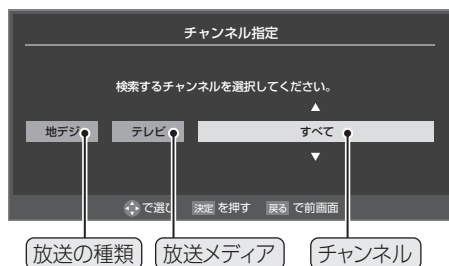 チャンネル指定
検索するチャンネルを選択してください。
▲
地デジ テレビ すべて
▼
で選び 決定 を押す 戻る で前画面
放送の種類 放送メディア チャンネル